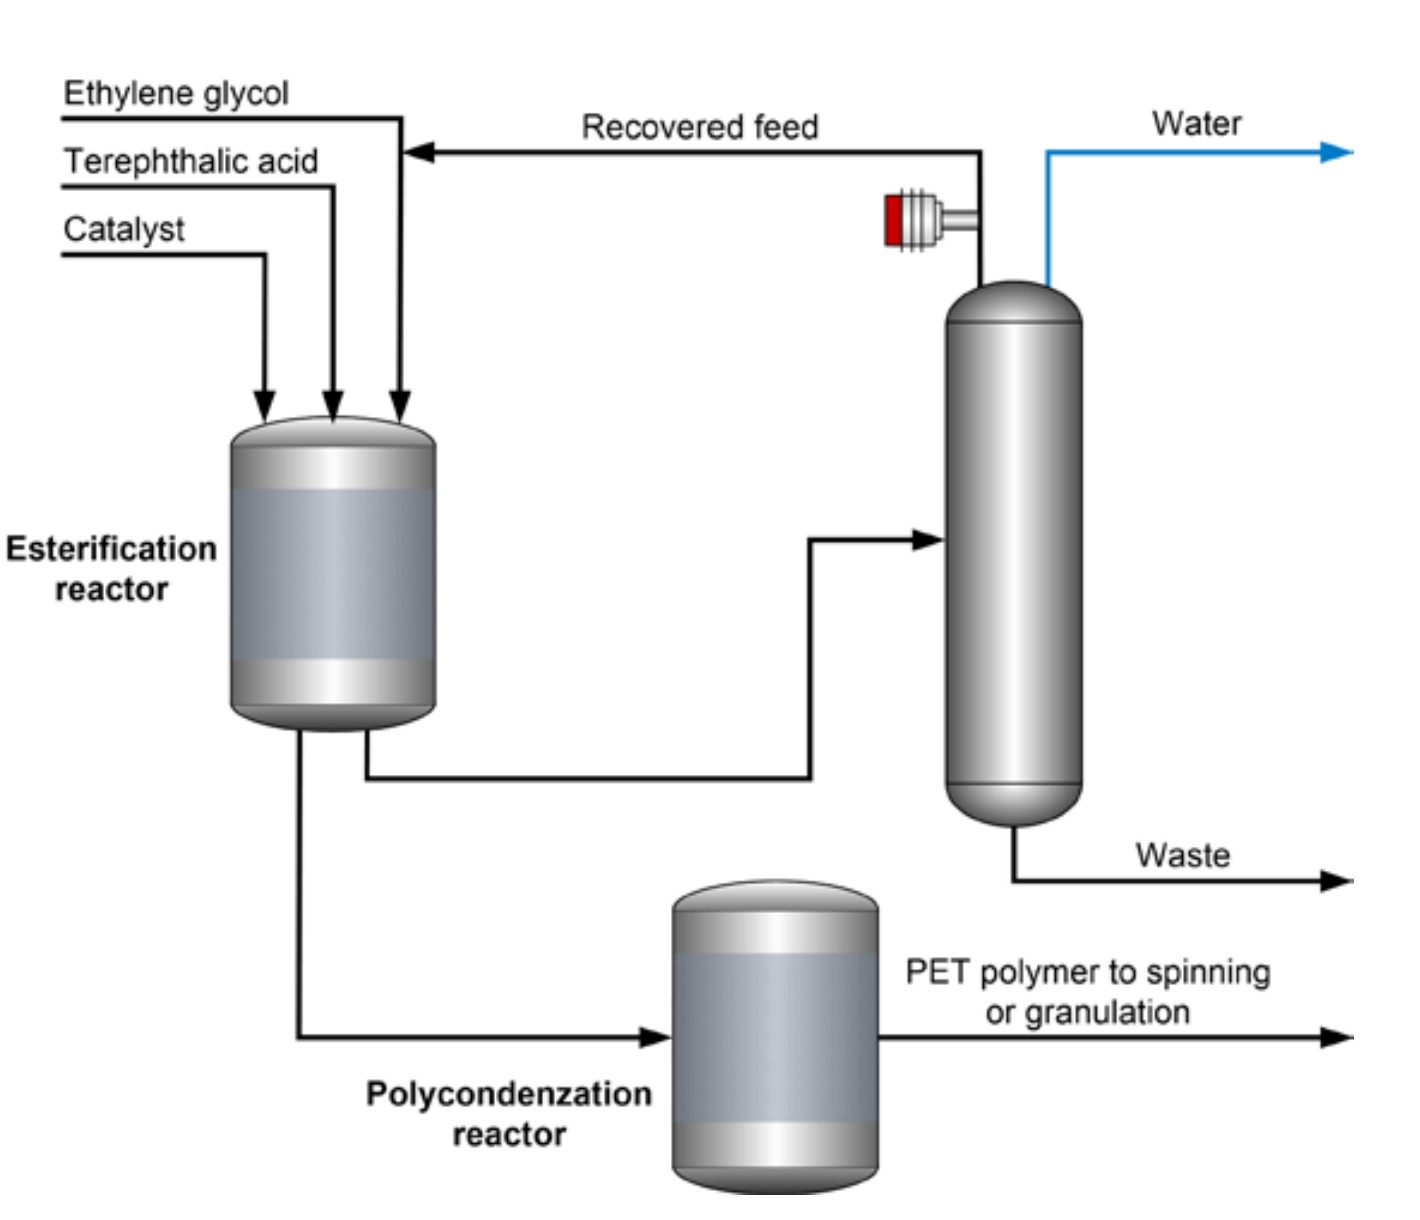 Ethylene glycol
Recovered feed
Water
Terephthalic acid
Catalyst
Esterification
reactor
Waste
PET polymer to spinning
or granulation
Polycondenzation
reactor